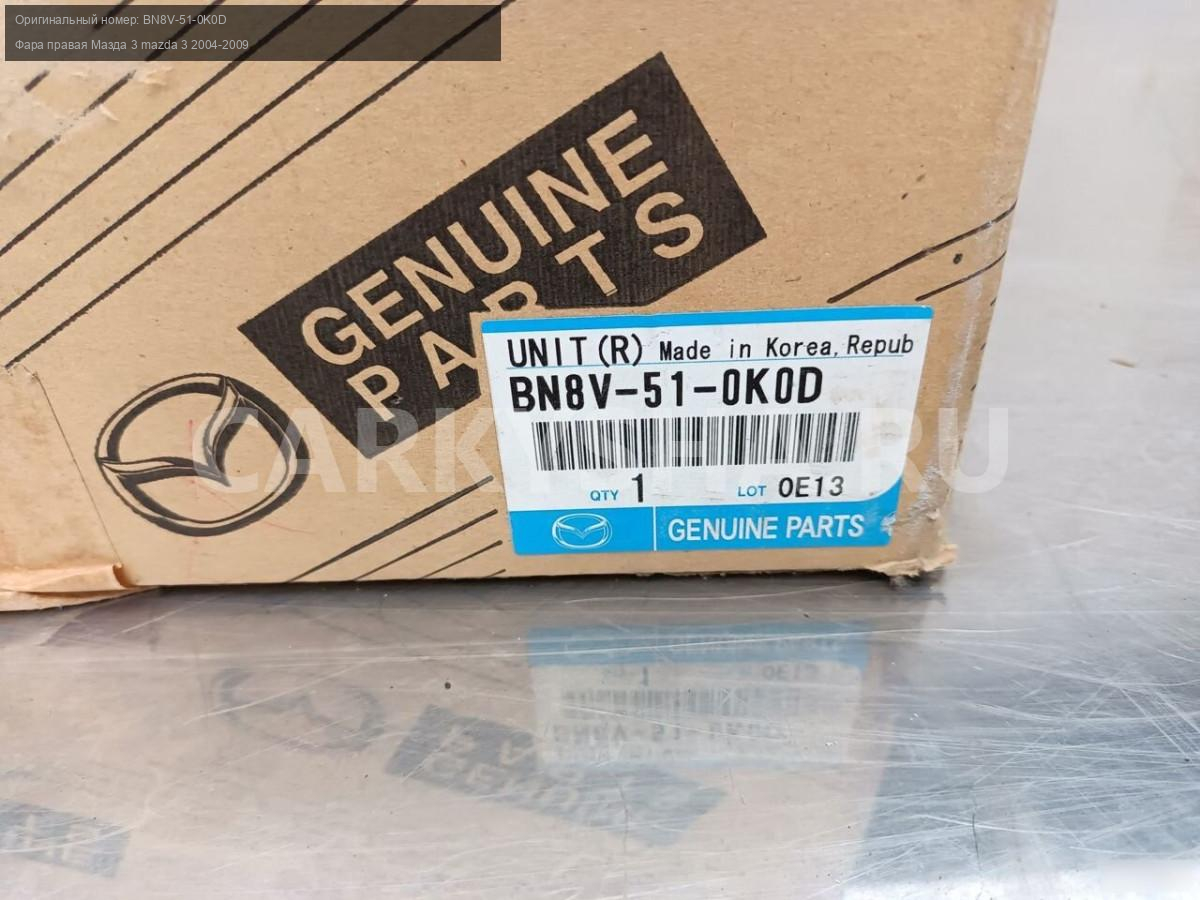 Оригинальный номер: BN8V-51-0K0D
Фара правая Мазда 3 mazda 3 2004-2009
GENUINE
PARTS
UNIT(R) Made in Korea, Repub
BN8V-51-0K0D
QTY 1 LOT 0E13
GENUINE PARTS